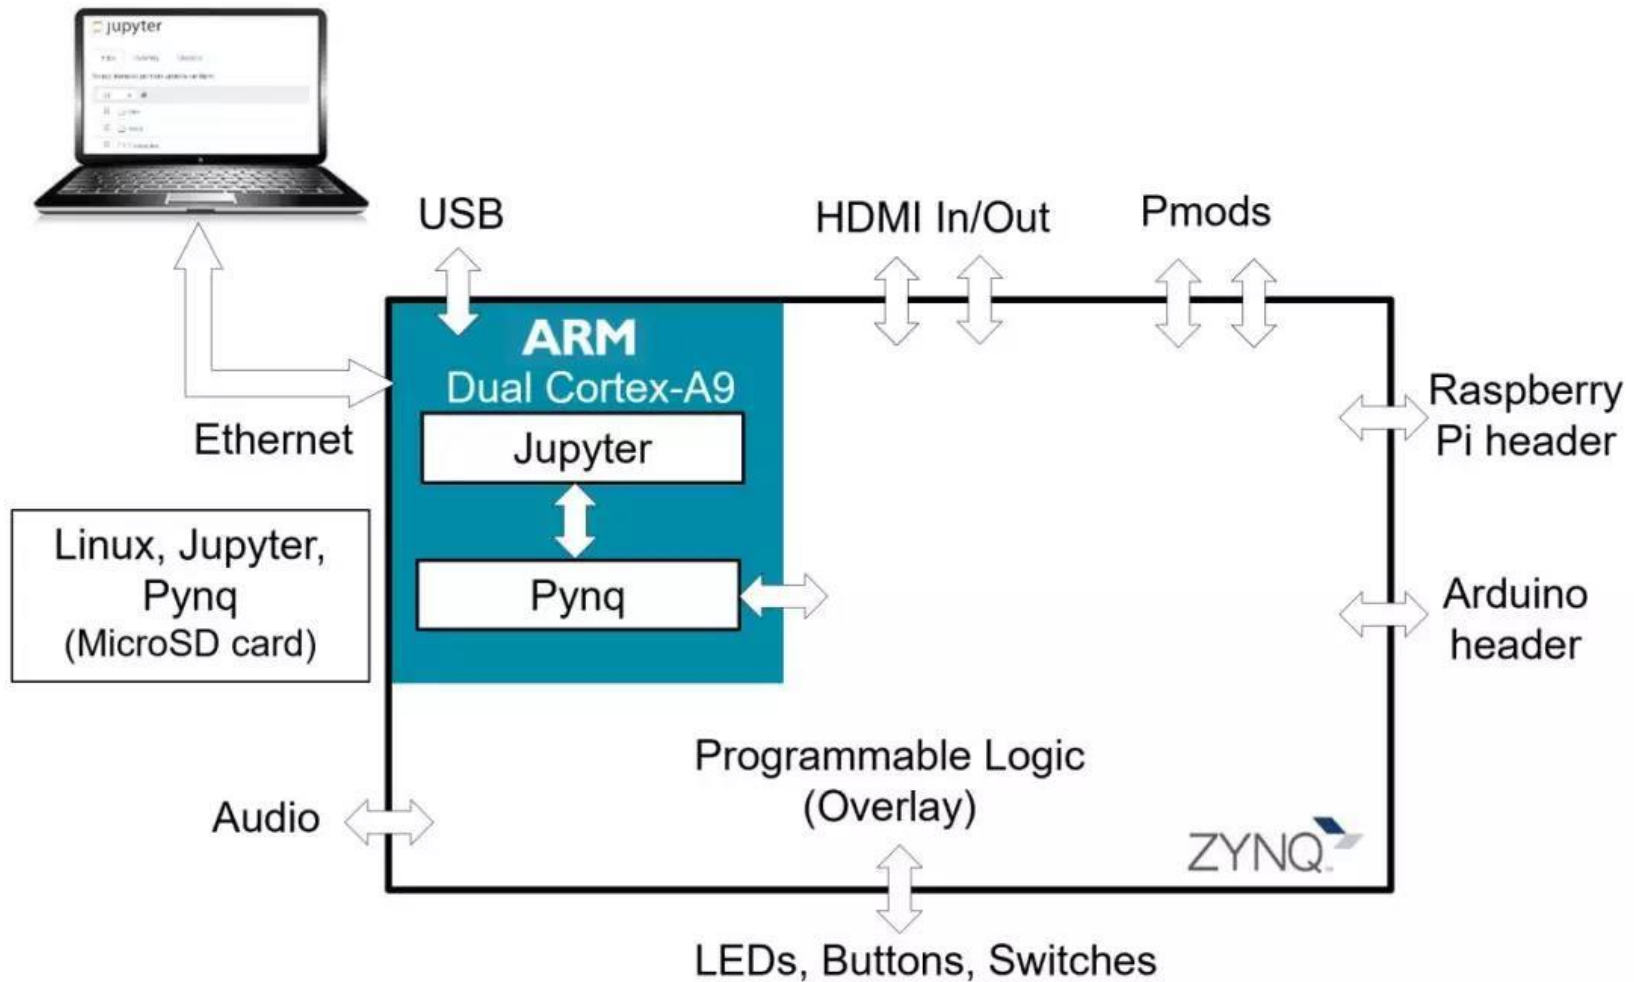 jupyter
USB
HDMI In/Out
Pmods
ARM
Dual Cortex-A9
Jupyter
Pynq
Ethernet
Linux, Jupyter,
Pynq
(MicroSD card)
Raspberry
Pi header
Arduino
header
Programmable Logic
(Overlay)
Audio
ZYNQ
LEDs, Buttons, Switches